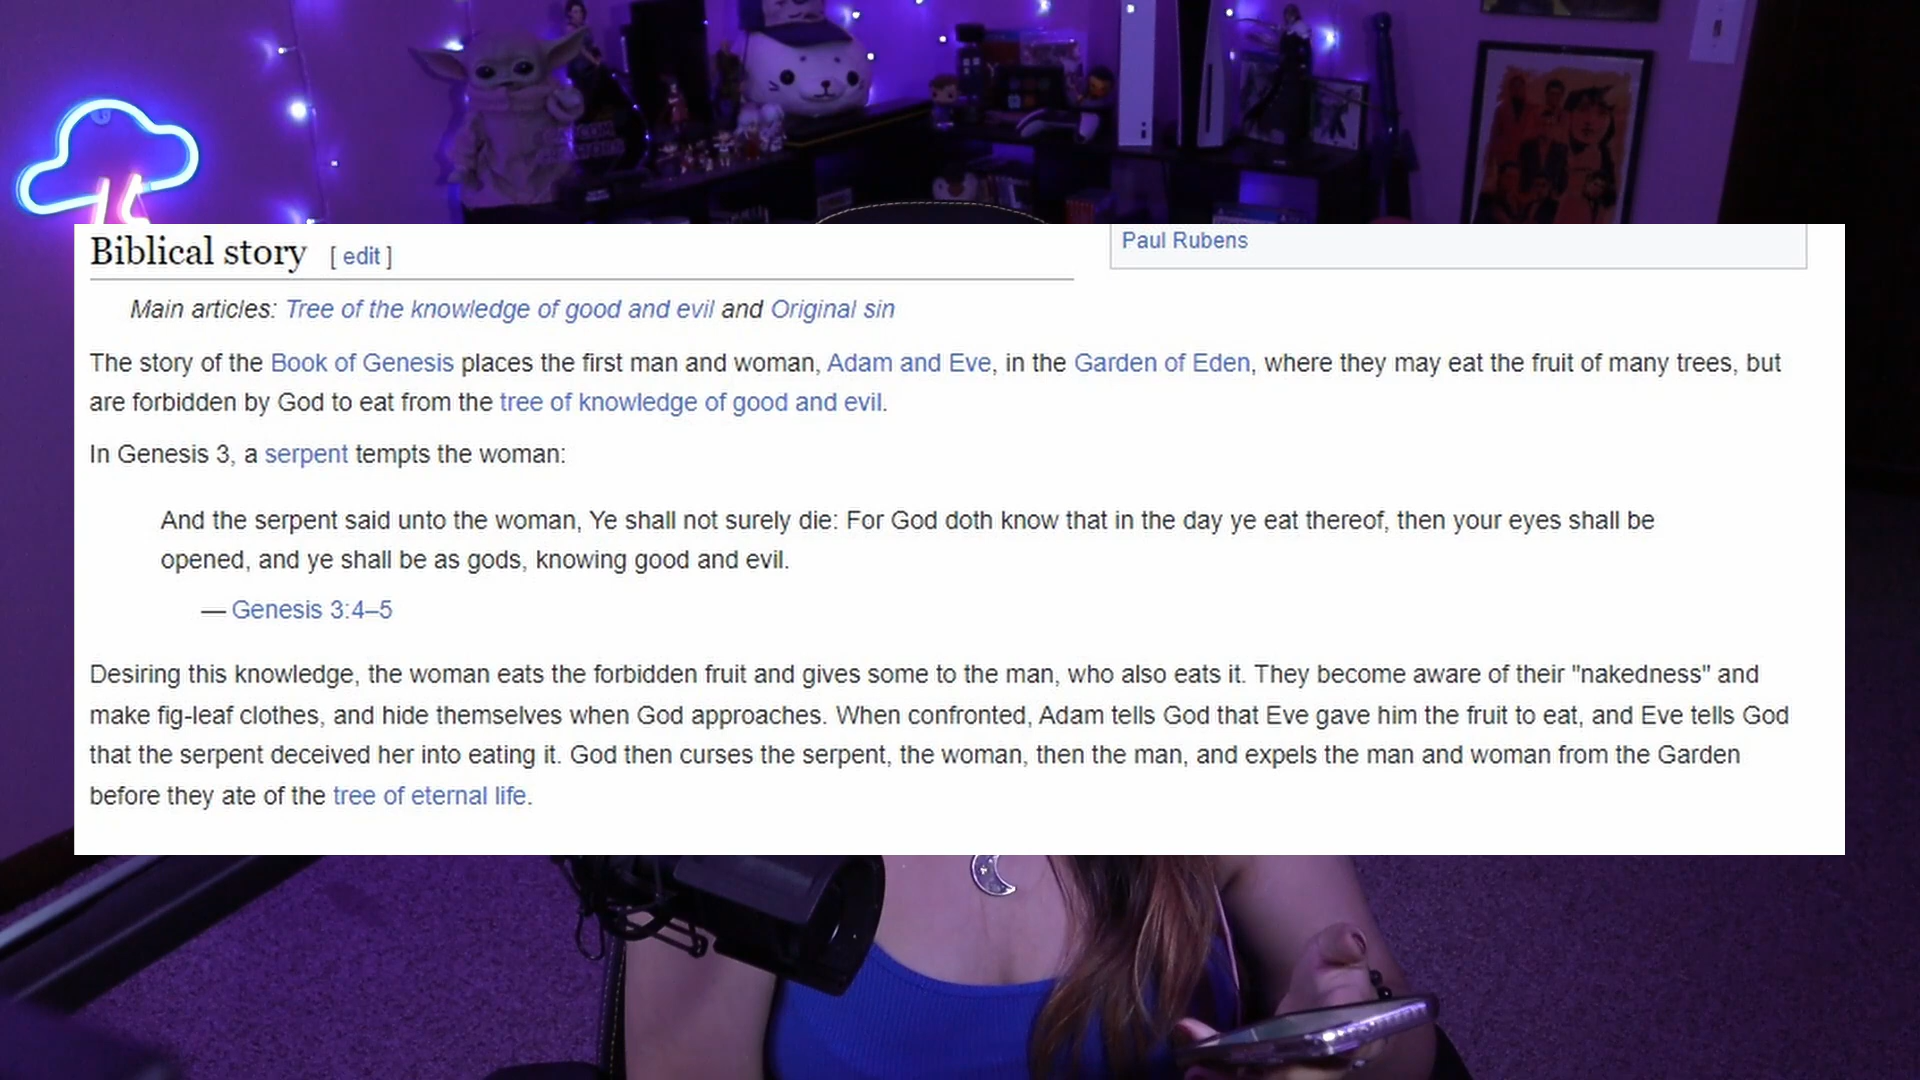 Biblical story [ edit ]
Paul Rubens
Main articles: Tree of the knowledge of good and evil and Original sin
The story of the Book of Genesis places the first man and woman, Adam and Eve, in the Garden of Eden, where they may eat the fruit of many trees, but
are forbidden by God to eat from the tree of knowledge of good and evil.
In Genesis 3, a serpent tempts the woman:
And the serpent said unto the woman, Ye shall not surely die: For God doth know that in the day ye eat thereof, then your eyes shall be
opened, and ye shall be as gods, knowing good and evil.
— Genesis 3:4–5
Desiring this knowledge, the woman eats the forbidden fruit and gives some to the man, who also eats it. They become aware of their "nakedness" and
make fig-leaf clothes, and hide themselves when God approaches. When confronted, Adam tells God that Eve gave him the fruit to eat, and Eve tells God
that the serpent deceived her into eating it. God then curses the serpent, the woman, then the man, and expels the man and woman from the Garden
before they ate of the tree of eternal life.